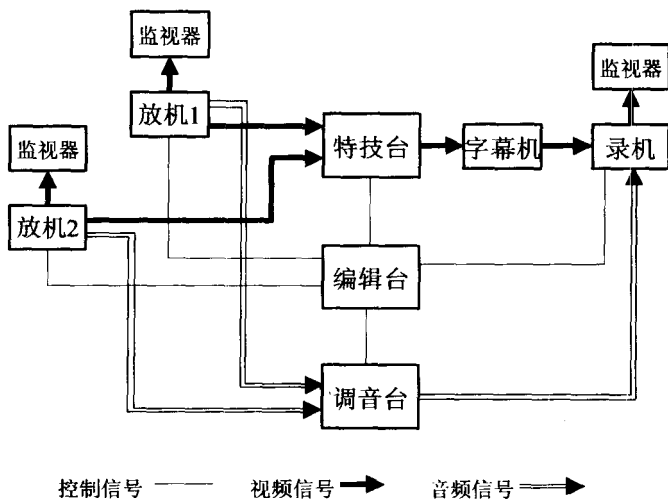 监视器
放机1
监视器
放机2
特技台
字幕机
监视器
录机
编辑台
调音台
控制信号
视频信号
音频信号